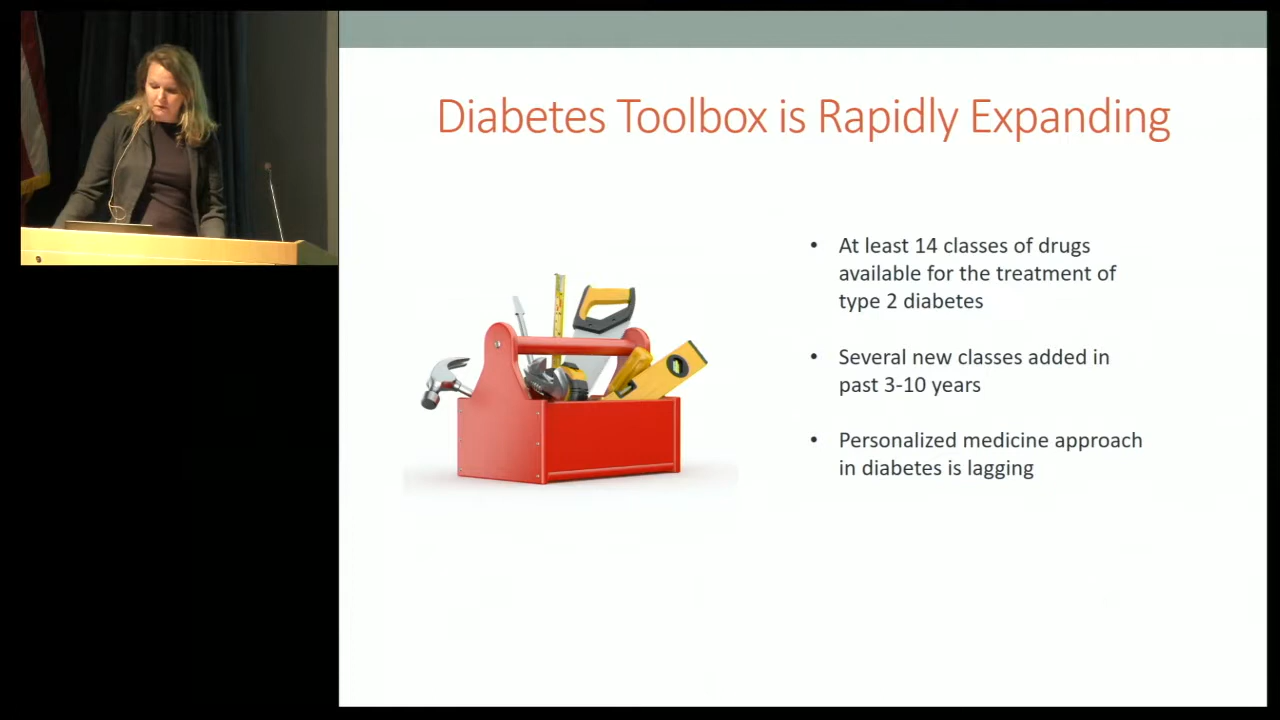 Diabetes Toolbox is Rapidly Expanding
• At least 14 classes of drugs
available for the treatment of
type 2 diabetes
• Several new classes added in
past 3-10 years
• Personalized medicine approach
in diabetes is lagging